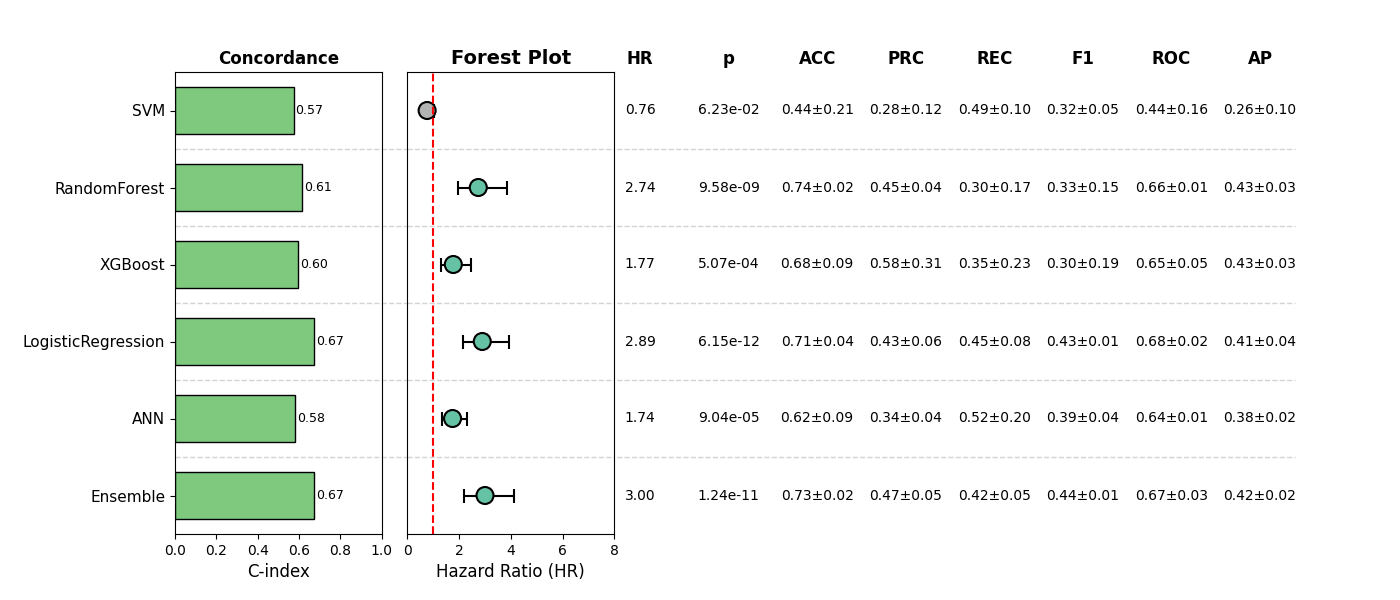 Concordance Forest Plot HR p ACC PRC REC F1 ROC AP
SVM 0.57 0.76 6.23e-02 0.44±0.21 0.28±0.12 0.49±0.10 0.32±0.05 0.44±0.16 0.26±0.10
RandomForest 0.61 2.74 9.58e-09 0.74±0.02 0.45±0.04 0.30±0.17 0.33±0.15 0.66±0.01 0.43±0.03
XGBoost 0.60 1.77 5.07e-04 0.68±0.09 0.58±0.31 0.35±0.23 0.30±0.19 0.65±0.05 0.43±0.03
LogisticRegression 0.67 2.89 6.15e-12 0.71±0.04 0.43±0.06 0.45±0.08 0.43±0.01 0.68±0.02 0.41±0.04
ANN 0.58 1.74 9.04e-05 0.62±0.09 0.34±0.04 0.52±0.20 0.39±0.04 0.64±0.01 0.38±0.02
Ensemble 0.67 3.00 1.24e-11 0.73±0.02 0.47±0.05 0.42±0.05 0.44±0.01 0.67±0.03 0.42±0.02
0.0 0.2 0.4 0.6 0.8 1.0 0 2 4 6 8
C-index Hazard Ratio (HR)